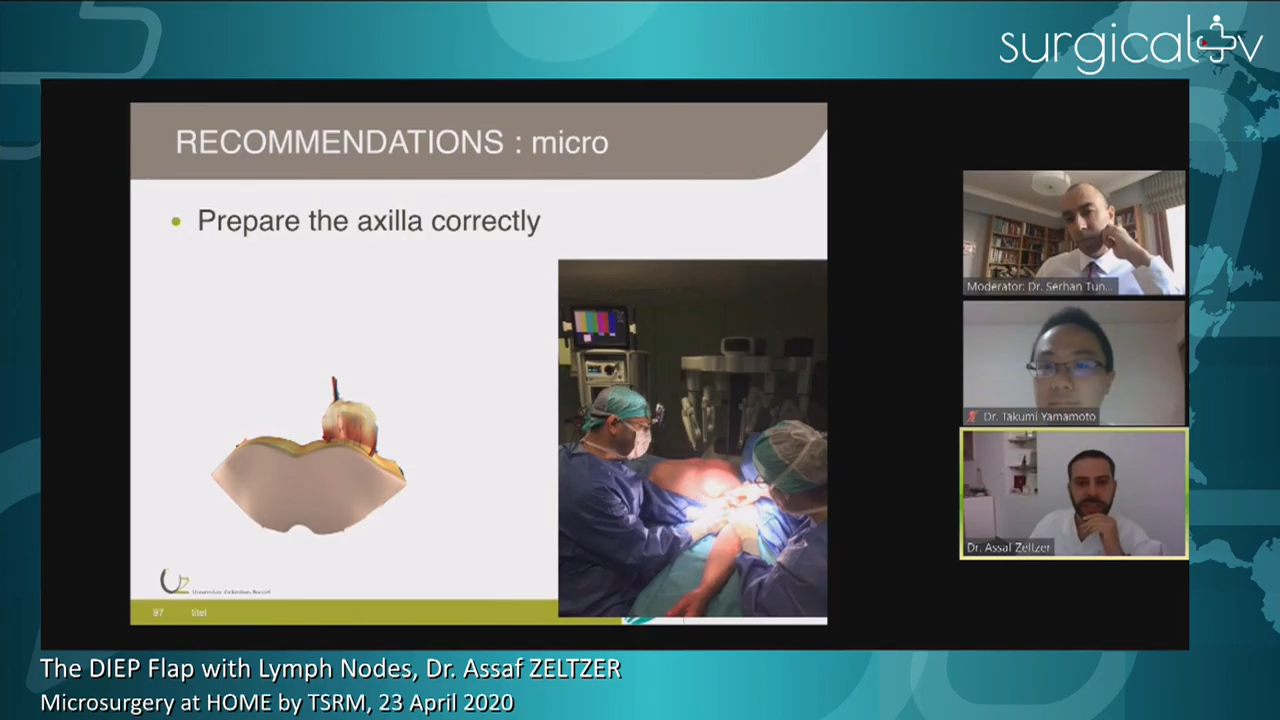 surgicaltv
RECOMMENDATIONS : micro
• Prepare the axilla correctly
Moderator: Dr. Serhan Tun...
Dr. Takumi Yamamoto
Dr. Assaf Zeltzer
97 titel
The DIEP Flap with Lymph Nodes, Dr. Assaf ZELTZER
Microsurgery at HOME by TSRM, 23 April 2020